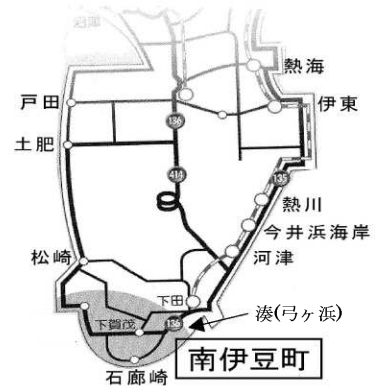 沼津
熱海
戸田
伊東
136
土肥
414
135
熱川
今井浜海岸
松崎
河津
下田
湊(弓ヶ浜)
下賀茂
136
南伊豆町
石廊崎